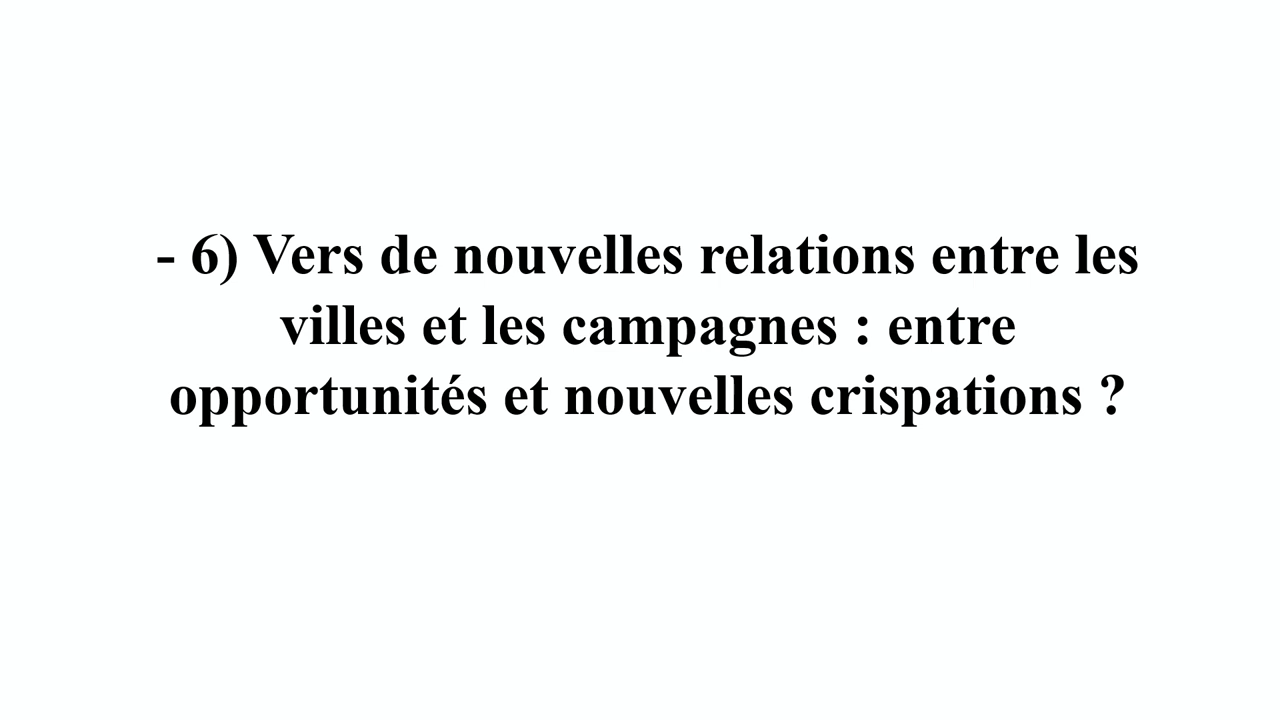 - 6) Vers de nouvelles relations entre les
villes et les campagnes : entre
opportunités et nouvelles crispations ?